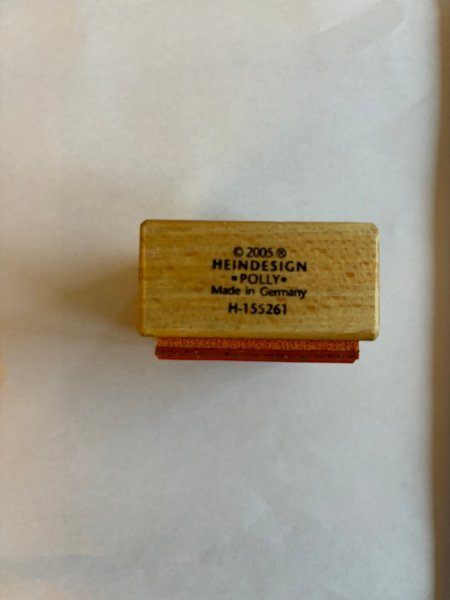 © 2005 ®
HEINDESIGN
•POLLY•
Made in Germany
H-155261